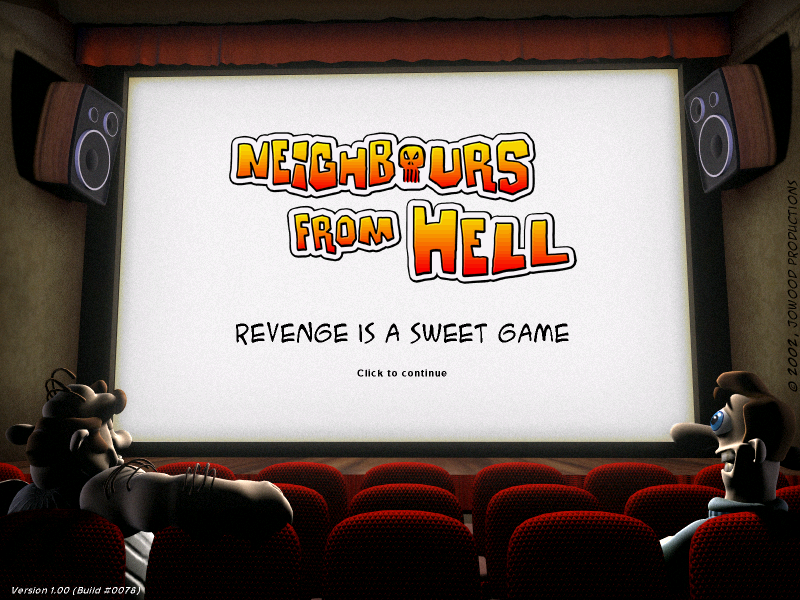 NEIGHBOURS
FROM HELL
REVENGE IS A SWEET GAME
Click to continue
© 2002, JOWOOD PRODUCTIONS
Version 1.00 (Build #0078)